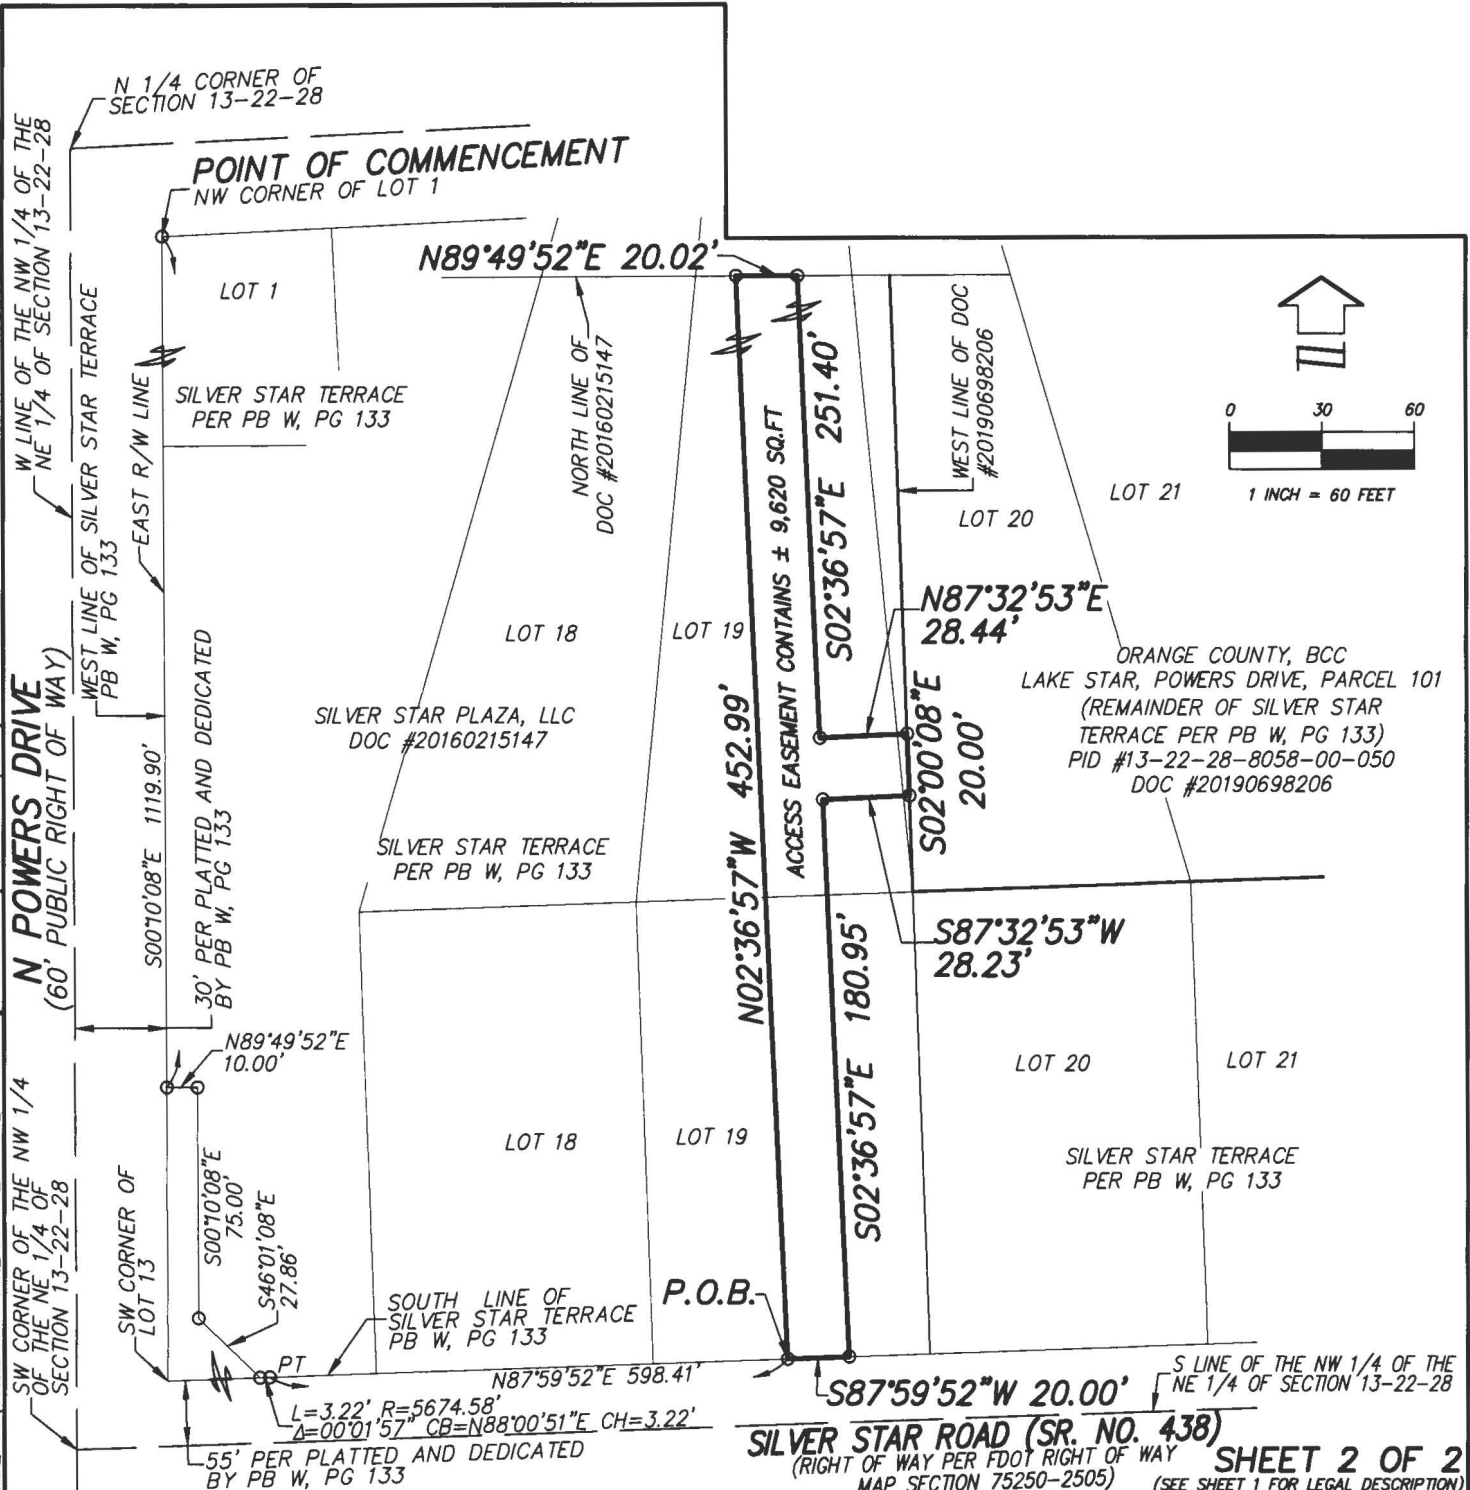 N 1/4 CORNER OF
SECTION 13-22-28
POINT OF COMMENCEMENT
NW CORNER OF LOT 1
W LINE OF THE NW 1/4 OF THE
NE 1/4 OF SECTION 13-22-28
WEST LINE OF SILVER STAR TERRACE
PB W, PG 133
EAST R/W LINE
LOT 1
SILVER STAR TERRACE
PER PB W, PG 133
N89°49'52"E 20.02'
NORTH LINE OF
DOC #20160215147
WEST LINE OF DOC
#20190698206
0 30 60
1 INCH = 60 FEET
LOT 21
LOT 20
S02°36'57"E 251.40'
ACCESS EASEMENT CONTAINS ± 9,620 SQ.FT
N87°32'53"E
28.44'
LOT 18
LOT 19
ORANGE COUNTY, BCC
LAKE STAR, POWERS DRIVE, PARCEL 101
(REMAINDER OF SILVER STAR
TERRACE PER PB W, PG 133)
PID #13-22-28-8058-00-050
DOC #20190698206
S02°00'08"E
20.00'
SILVER STAR PLAZA, LLC
DOC #20160215147
N POWERS DRIVE
(60' PUBLIC RIGHT OF WAY)
S00°10'08"E 1119.90'
30' PER PLATTED AND DEDICATED
BY PB W, PG 133
SILVER STAR TERRACE
PER PB W, PG 133
N02°36'57"W 452.99'
S87°32'53"W
28.23'
S02°36'57"E 180.95'
N89°49'52"E
10.00'
LOT 20
LOT 21
LOT 18
LOT 19
SILVER STAR TERRACE
PER PB W, PG 133
SW CORNER OF THE NW 1/4
OF THE NE 1/4 OF
SECTION 13-22-28
SW CORNER OF
LOT 13
S00°10'08"E
75.00'
S46°01'08"E
27.86'
SOUTH LINE OF
SILVER STAR TERRACE
PB W, PG 133
P.O.B.
PT
N87°59'52"E 598.41'
S87°59'52"W 20.00'
S LINE OF THE NW 1/4 OF THE
NE 1/4 OF SECTION 13-22-28
L=3.22' R=5674.58'
Δ=00°01'57" CB=N88°00'51"E CH=3.22'
55' PER PLATTED AND DEDICATED
BY PB W, PG 133
SILVER STAR ROAD (SR. NO. 438)
(RIGHT OF WAY PER FDOT RIGHT OF WAY
MAP SECTION 75250-2505)
SHEET 2 OF 2
(SEE SHEET 1 FOR LEGAL DESCRIPTION)